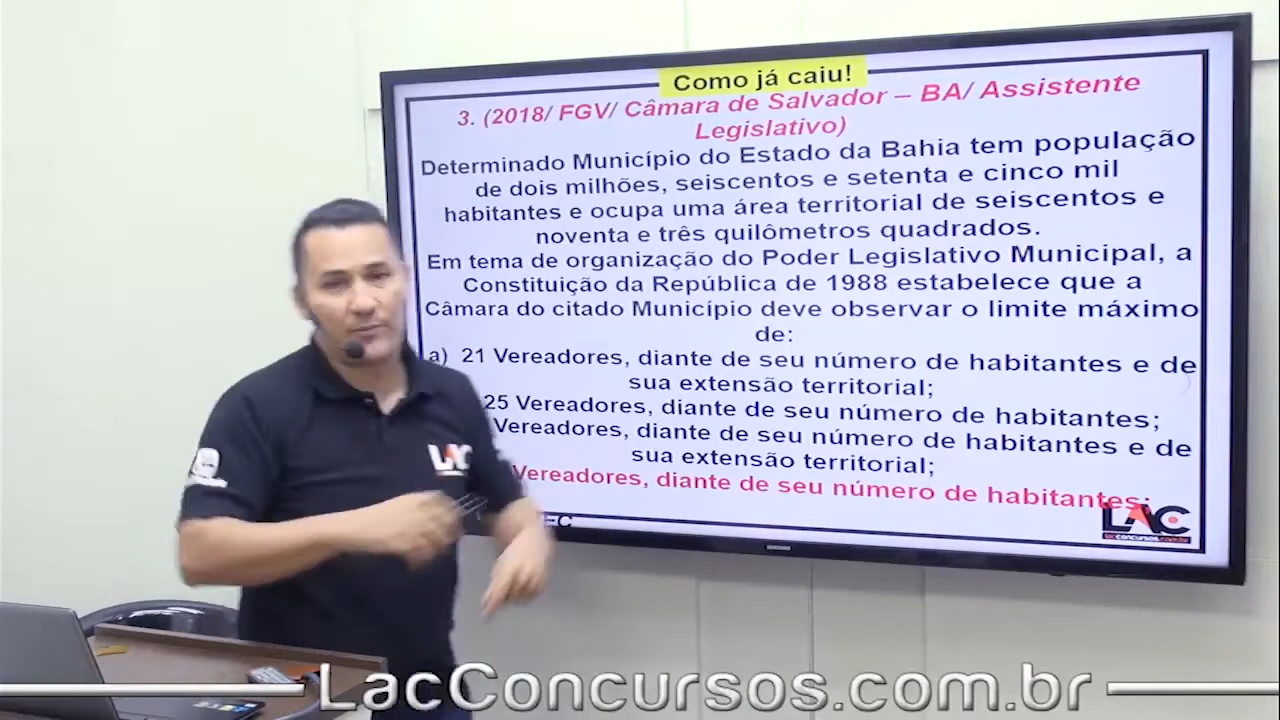 Como já caiu!
3. (2018/ FGV/ Câmara de Salvador – BA/ Assistente
Legislativo)
Determinado Município do Estado da Bahia tem população
de dois milhões, seiscentos e setenta e cinco mil
habitantes e ocupa uma área territorial de seiscentos e
noventa e três quilômetros quadrados.
Em tema de organização do Poder Legislativo Municipal, a
Constituição da República de 1988 estabelece que a
Câmara do citado Município deve observar o limite máximo
de:
a) 21 Vereadores, diante de seu número de habitantes e de
sua extensão territorial;
25 Vereadores, diante de seu número de habitantes;
Vereadores, diante de seu número de habitantes e de
sua extensão territorial;
Vereadores, diante de seu número de habitantes;
LAC
lacconcursos.com.br
LAC
LacConcursos.com.br